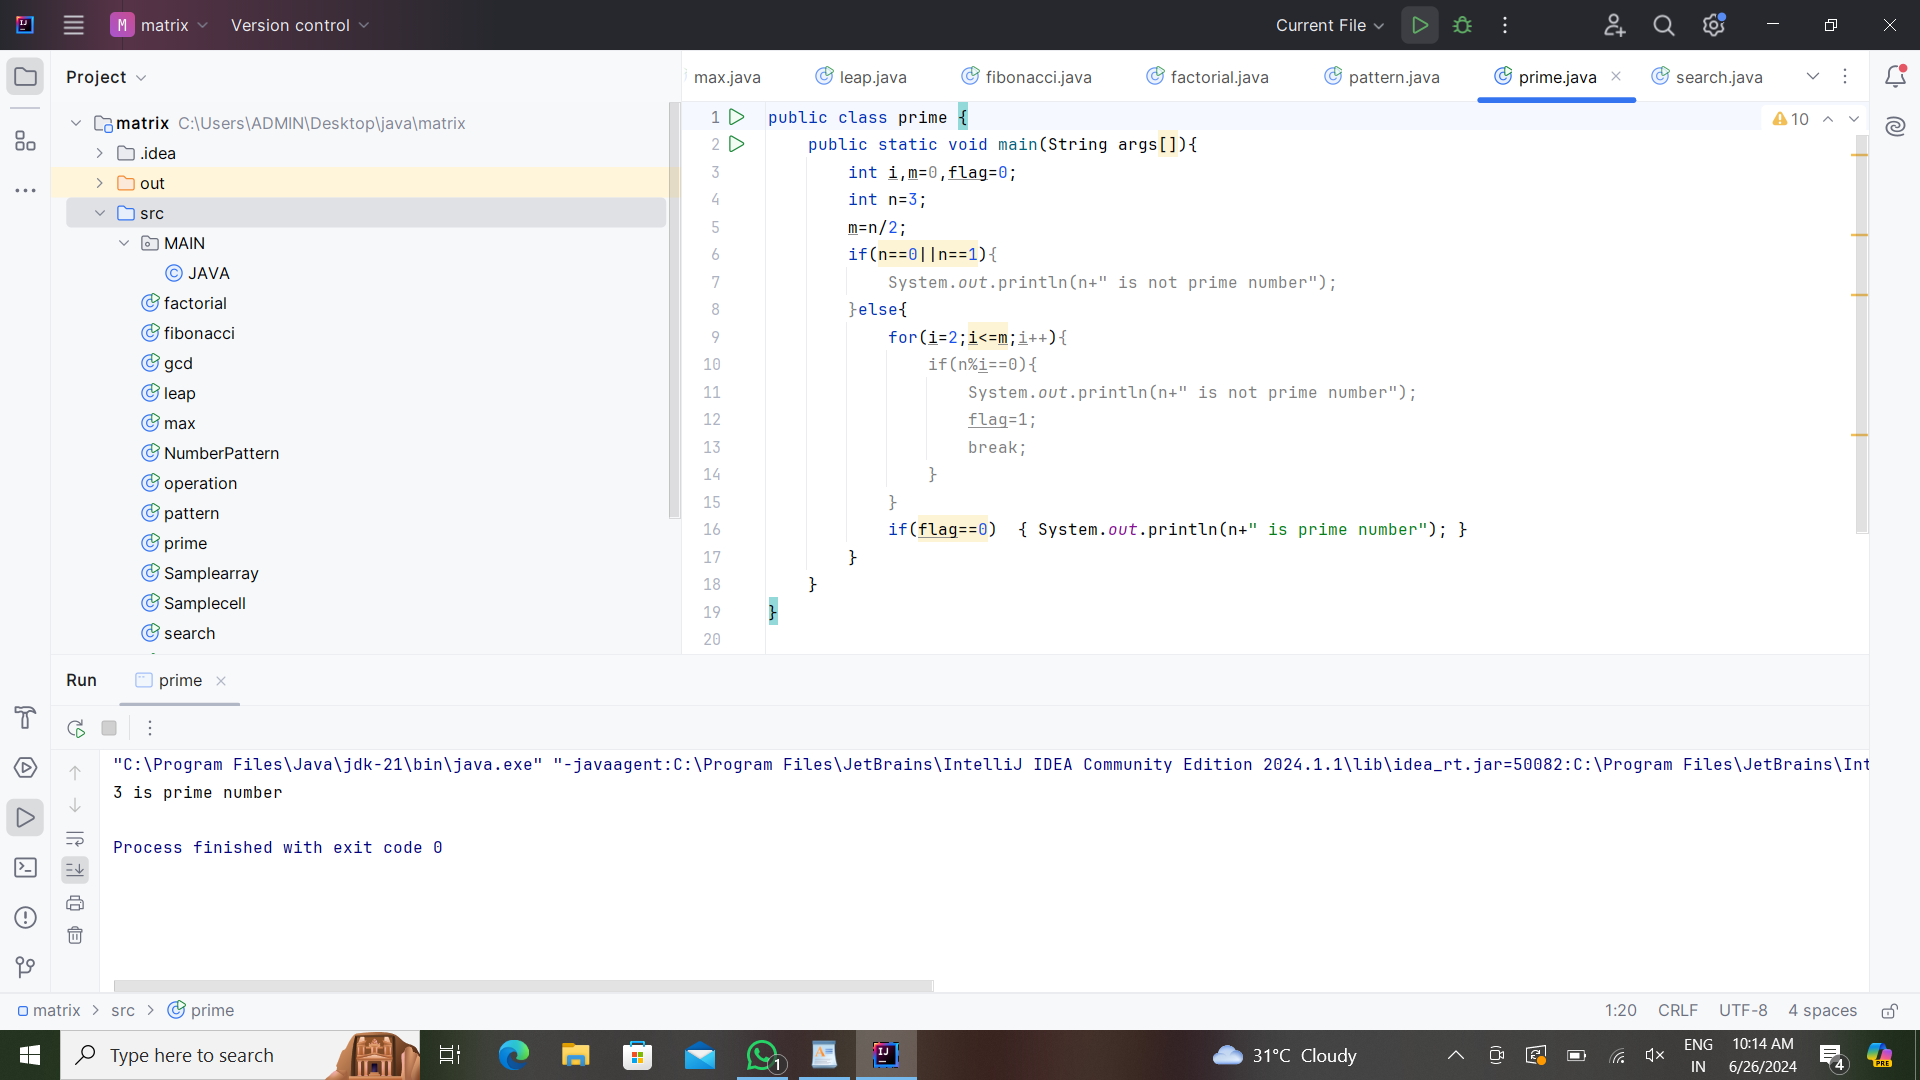 M matrix Version control Current File
Project
max.java leap.java fibonacci.java factorial.java pattern.java prime.java search.java
matrix C:\Users\ADMIN\Desktop\java\matrix
.idea
out
src
MAIN
JAVA
factorial
fibonacci
gcd
leap
max
NumberPattern
operation
pattern
prime
Samplearray
Samplecell
search
10
1 public class prime {
2 public static void main(String args[]){
3 int i,m=0,flag=0;
4 int n=3;
5 m=n/2;
6 if(n==0||n==1){
7 System.out.println(n+" is not prime number");
8 }else{
9 for(i=2;i<=m;i++){
10 if(n%i==0){
11 System.out.println(n+" is not prime number");
12 flag=1;
13 break;
14 }
15 }
16 if(flag==0)  { System.out.println(n+" is prime number"); }
17 }
18 }
19 }
20
Run prime
"C:\Program Files\Java\jdk-21\bin\java.exe" "-javaagent:C:\Program Files\JetBrains\IntelliJ IDEA Community Edition 2024.1.1\lib\idea_rt.jar=50082:C:\Program Files\JetBrains\Int
3 is prime number
Process finished with exit code 0
matrix > src > prime
1:20 CRLF UTF-8 4 spaces
Type here to search
1
IJ
31°C Cloudy
ENG
IN
10:14 AM
6/26/2024
4
PRE